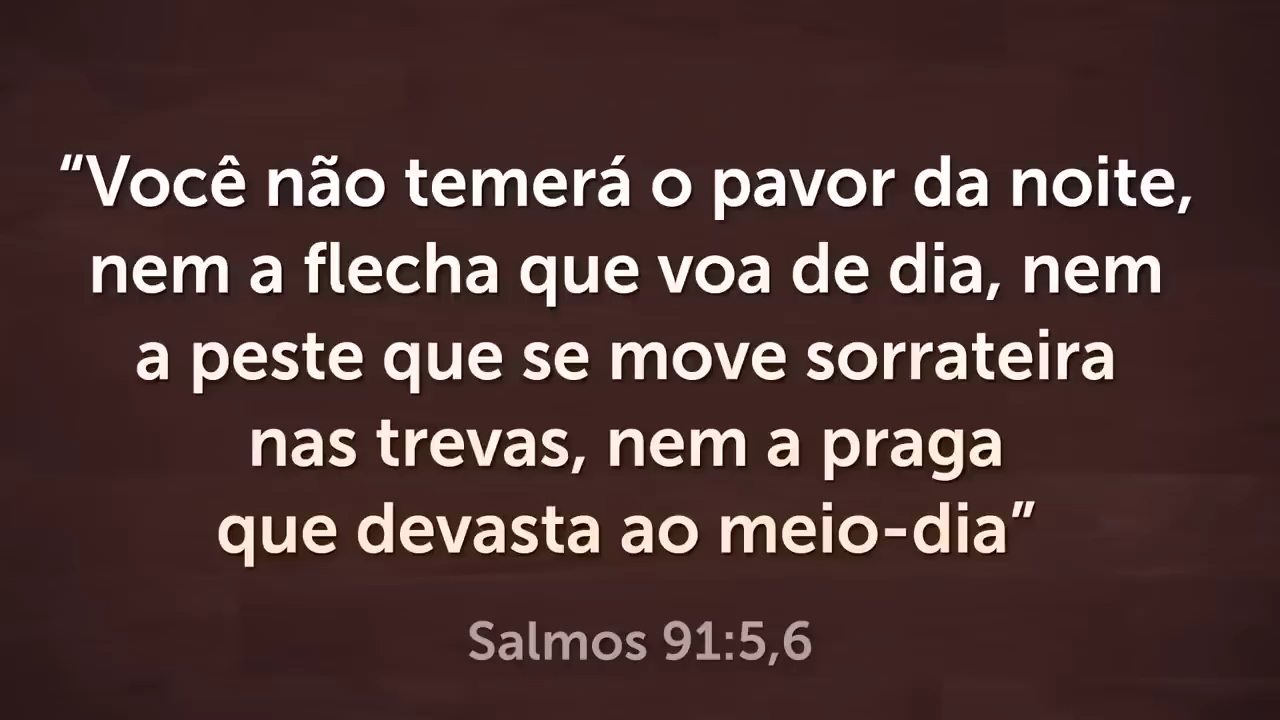 “Você não temerá o pavor da noite,
nem a flecha que voa de dia, nem
a peste que se move sorrateira
nas trevas, nem a praga
que devasta ao meio-dia”
Salmos 91:5,6